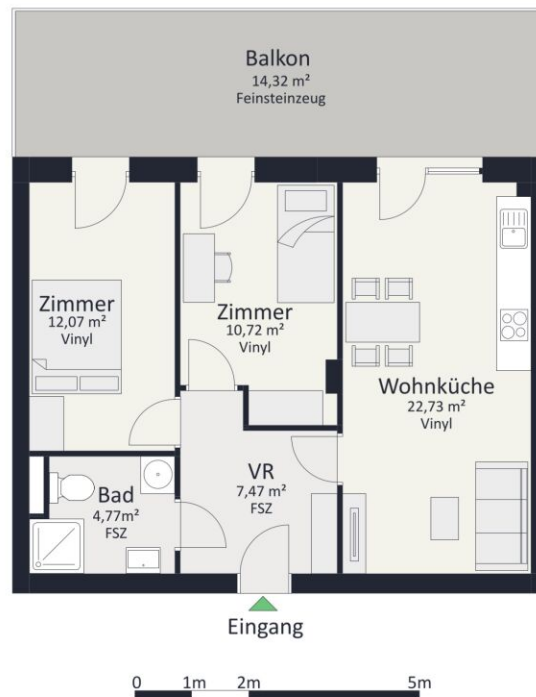 Balkon
14,32 m²
Feinsteinzeug
Zimmer
12,07 m²
Vinyl
Zimmer
10,72 m²
Vinyl
Wohnküche
22,73 m²
Vinyl
Bad
4,77m²
FSZ
VR
7,47 m²
FSZ
Eingang
0 1m 2m 5m